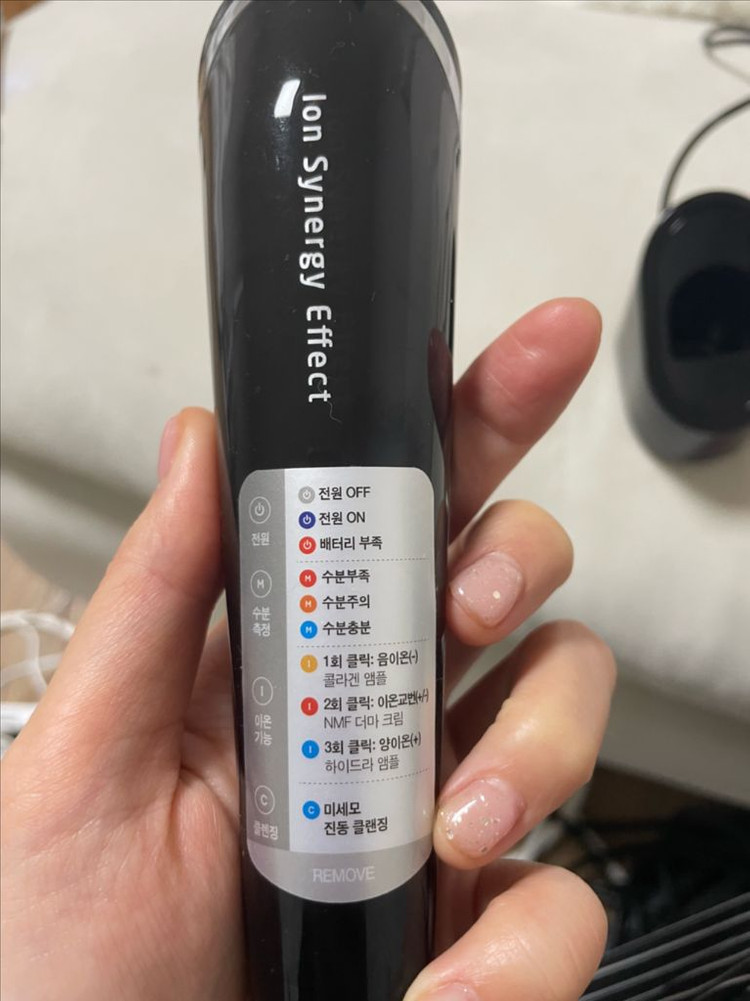 Ion Synergy Effect
전원
전원 OFF
전원 ON
배터리 부족
M
수분
측정
M 수분부족
M 수분주의
M 수분충분
I
이온
기능
I 1회 클릭: 음이온(-)
콜라겐 앰플
I 2회 클릭: 이온교번(+/-)
NMF 더마 크림
I 3회 클릭: 양이온(+)
하이드라 앰플
C
클렌징
C 미세모
진동 클랜징
REMOVE